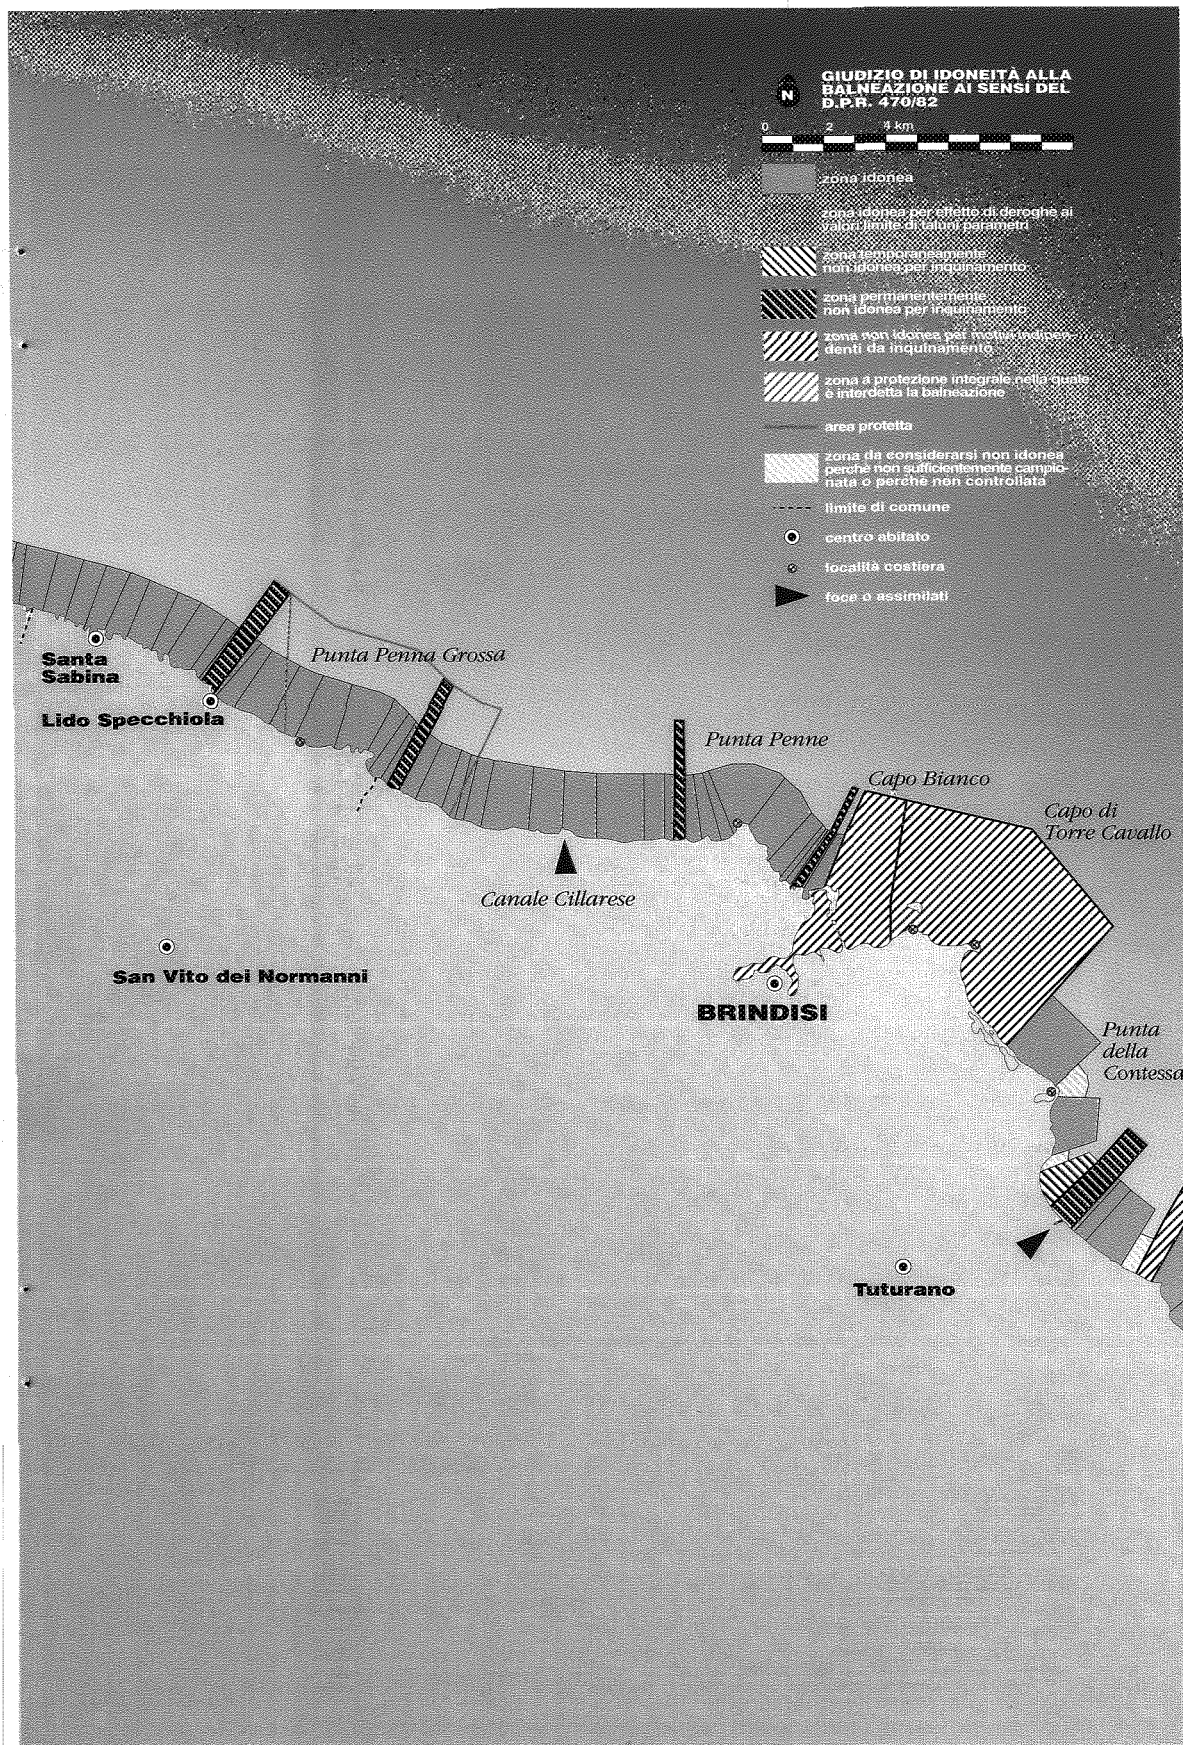 GIUDIZIO DI IDONEITÀ ALLA
BALNEAZIONE AI SENSI DEL
D.P.R. 470/82
N
0 2 4 km
zona idonea
zona idonea per effetto di deroghe ai
valori limite di taluni parametri
zona temporaneamente
non idonea per inquinamento
zona permanentemente
non idonea per inquinamento
zona non idonea per motivi indipen-
denti da inquinamento
zona a protezione integrale nella quale
è interdetta la balneazione
area protetta
zona da considerarsi non idonea
perché non sufficientemente campio-
nata o perché non controllata
limite di comune
centro abitato
località costiera
foce o assimilati
Santa
Sabina
Punta Penna Grossa
Lido Specchiola
Punta Penne
Capo Bianco
Capo di
Torre Cavallo
Canale Cillarese
San Vito dei Normanni
BRINDISI
Punta
della
Contessa
Tuturano